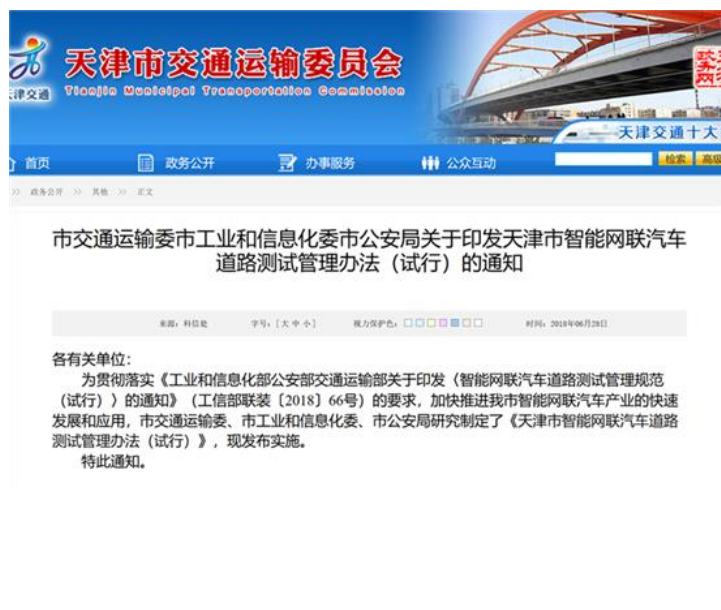 天津市交通运输委员会
Tianjin Municipal Transportation Commission
津交通
天津交通十大
首页
政务公开
办事服务
公众互动
检索
高级
>> 政务公开 >> 其他 >> 正文
市交通运输委市工业和信息化委市公安局关于印发天津市智能网联汽车
道路测试管理办法（试行）的通知
来源：科信处 字号：[大 中 小] 视力保护色： 时间：2018年06月28日
各有关单位：
为贯彻落实《工业和信息化部公安部交通运输部关于印发〈智能网联汽车道路测试管理规范
（试行）〉的通知》（工信部联装〔2018〕66号）的要求，加快推进我市智能网联汽车产业的快速
发展和应用，市交通运输委、市工业和信息化委、市公安局研究制定了《天津市智能网联汽车道路
测试管理办法（试行）》，现发布实施。
特此通知。